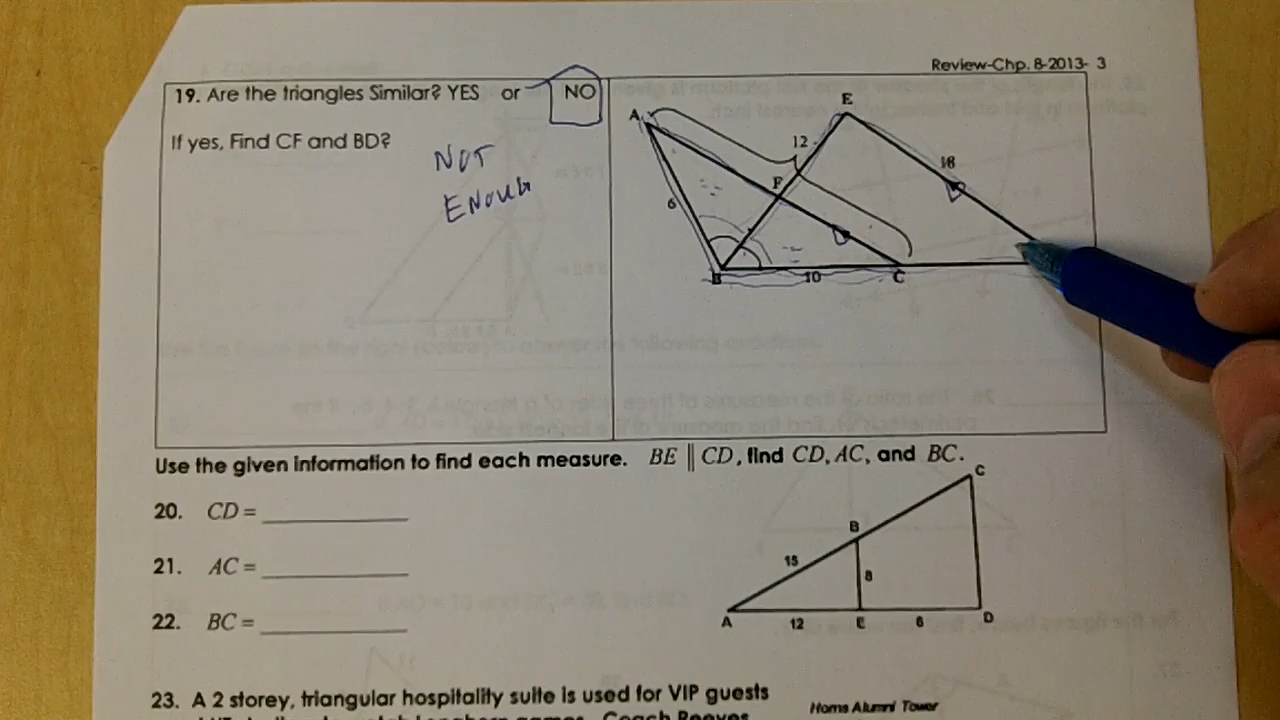 Review-Chp. 8-2013- 3
19. Are the triangles Similar? YES or NO
If yes, Find CF and BD?
NOT
ENOUGH
A
E
12
18
F
6
B
10
C
Use the given information to find each measure. BE || CD, find CD, AC, and BC.
20. CD =
21. AC =
22. BC =
C
B
15
8
A
12
E
6
D
23. A 2 storey, triangular hospitality suite is used for VIP guests
Horns Alumni Tower